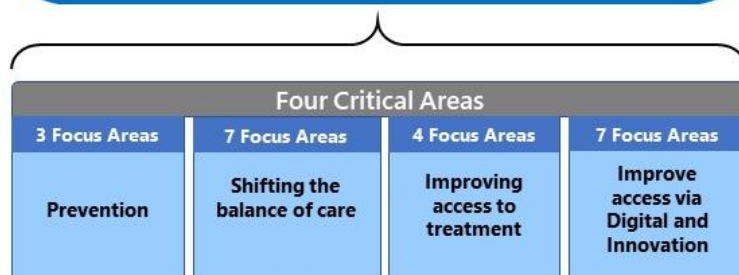 Four Critical Areas
3 Focus Areas
Prevention
7 Focus Areas
Shifting the
balance of care
4 Focus Areas
Improving
access to
treatment
7 Focus Areas
Improve
access via
Digital and
Innovation